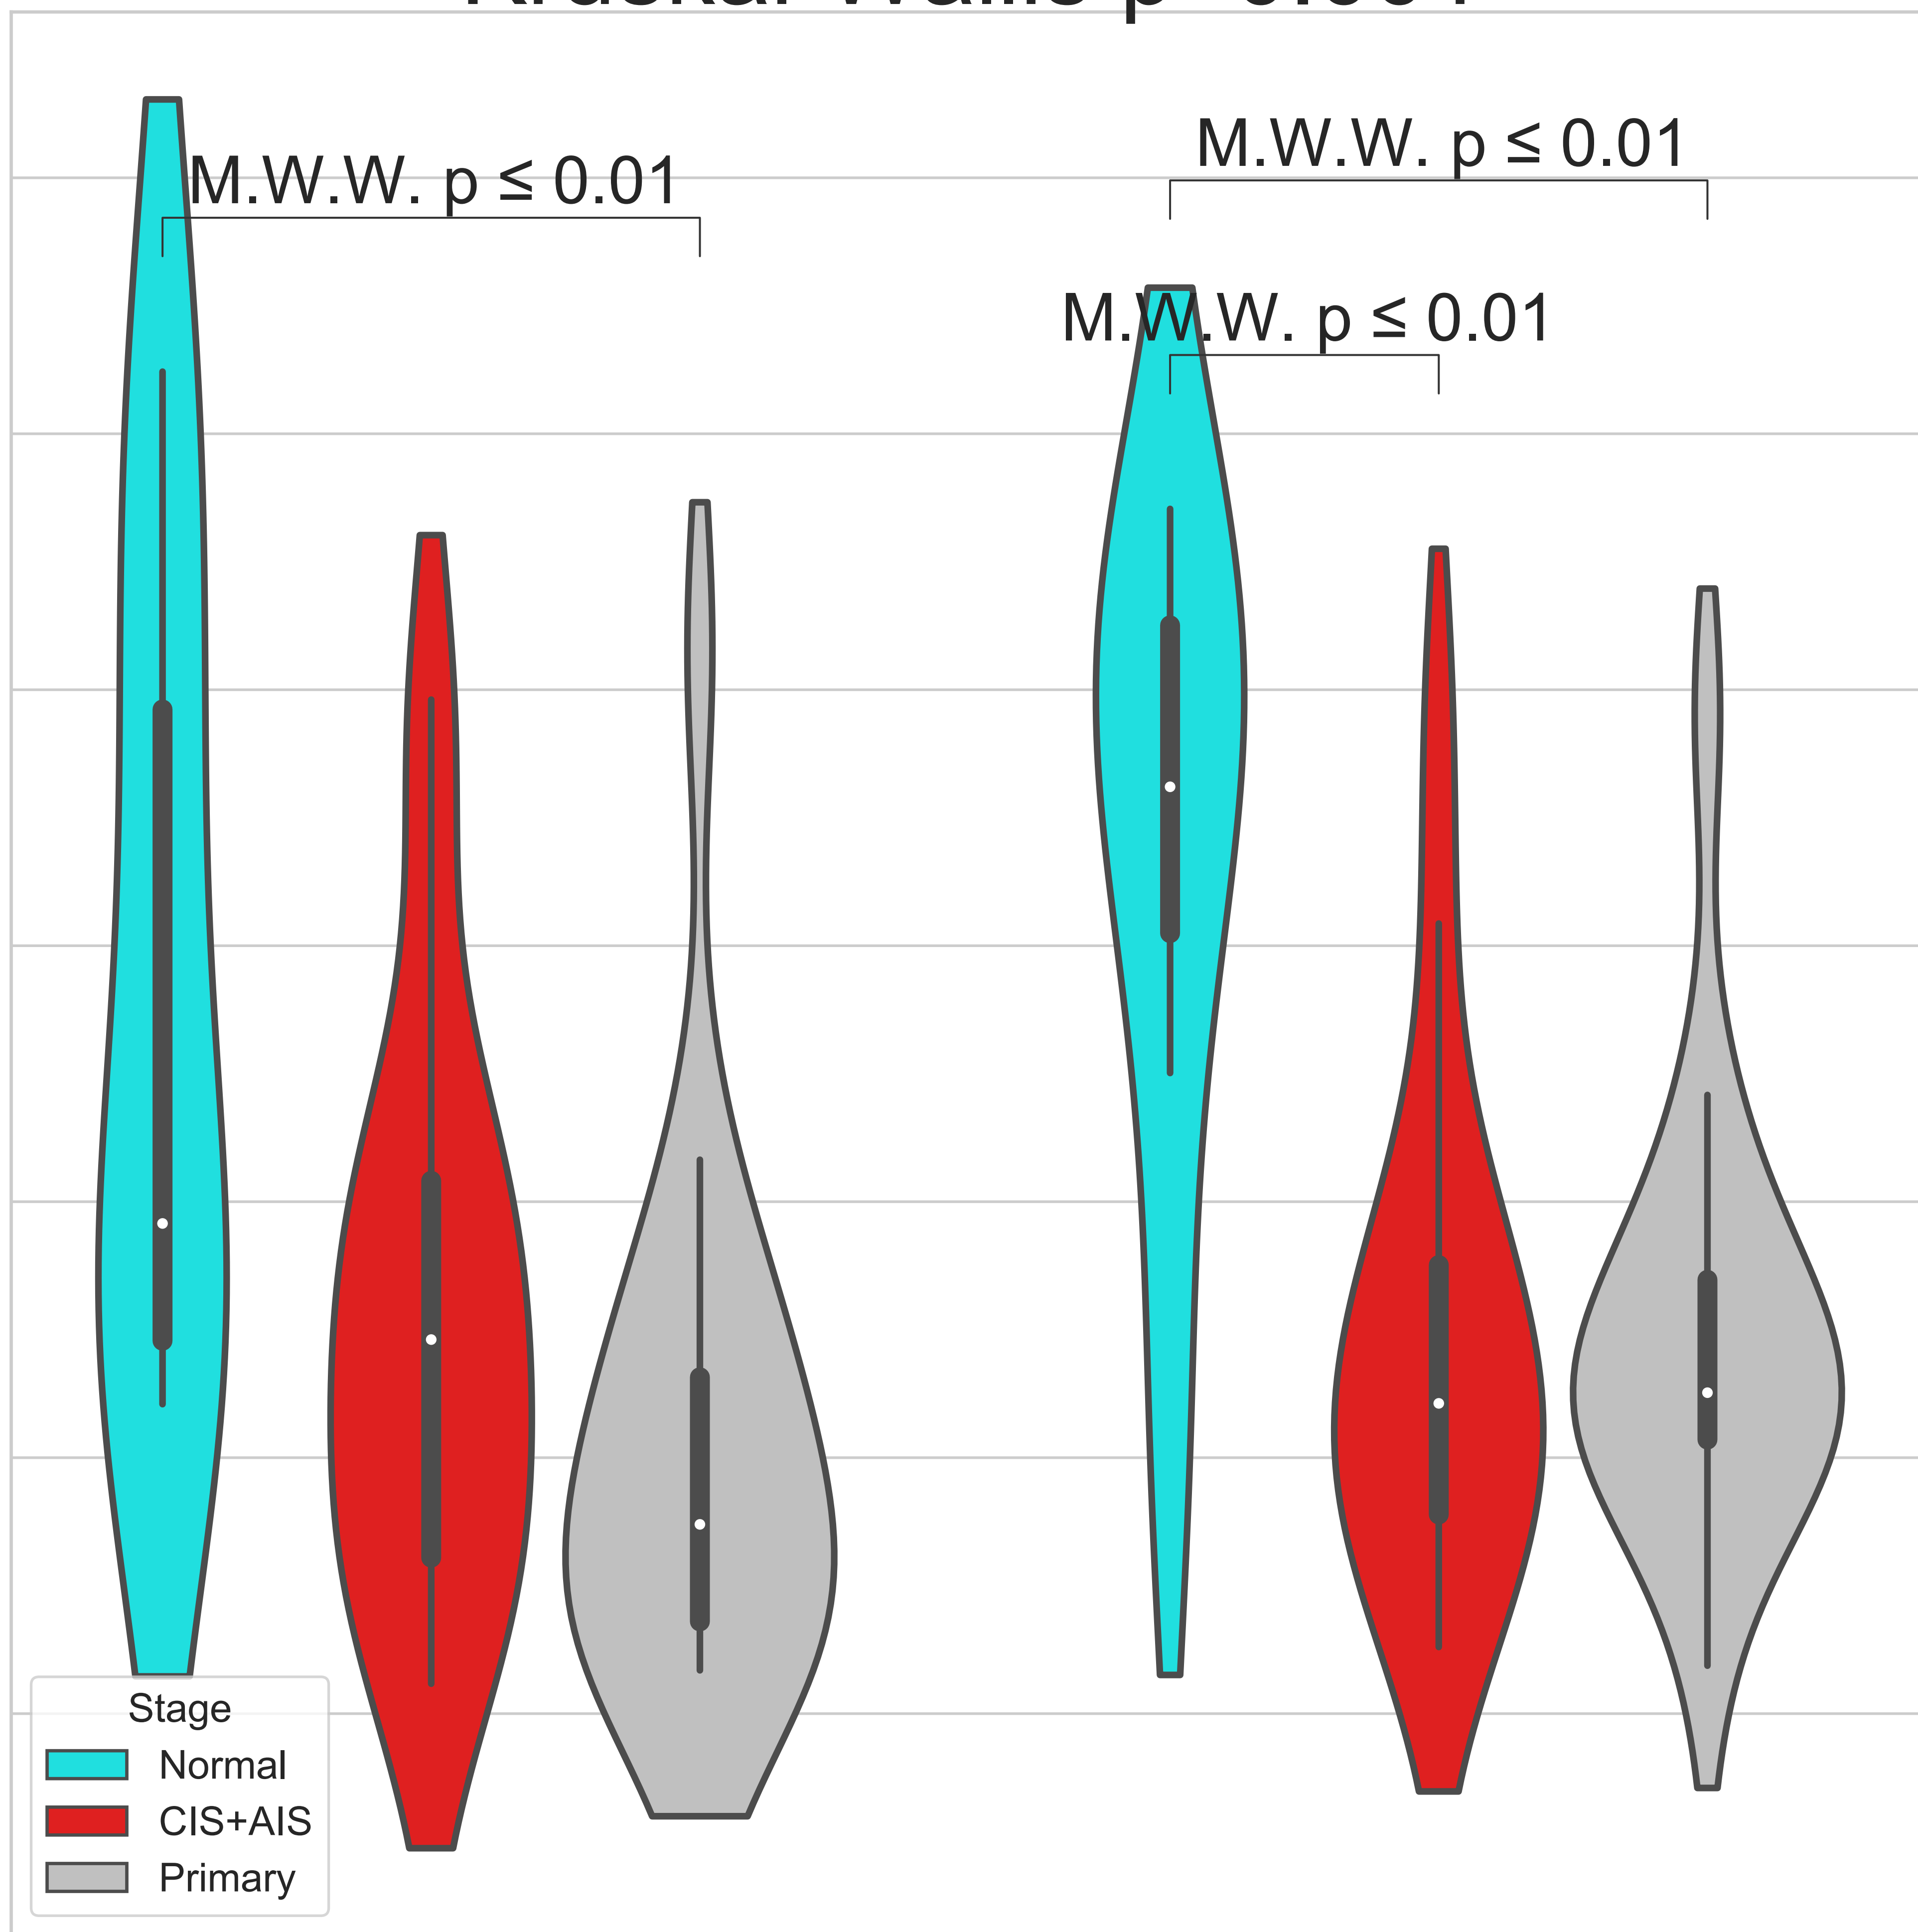 M.W.W. p ≤ 0.01
M.W.W. p ≤ 0.01
M.W.W. p ≤ 0.01
Stage
Normal
CIS+AIS
Primary